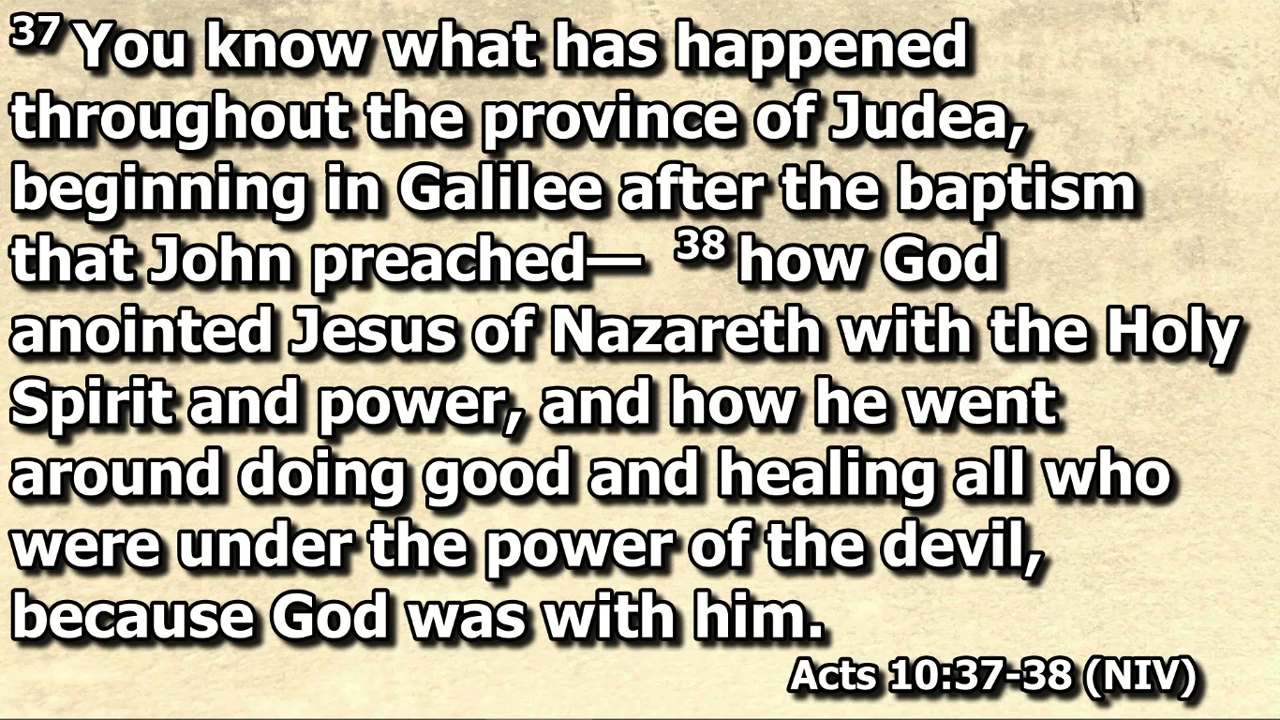 37 You know what has happened
throughout the province of Judea,
beginning in Galilee after the baptism
that John preached— 38 how God
anointed Jesus of Nazareth with the Holy
Spirit and power, and how he went
around doing good and healing all who
were under the power of the devil,
because God was with him.
Acts 10:37-38 (NIV)